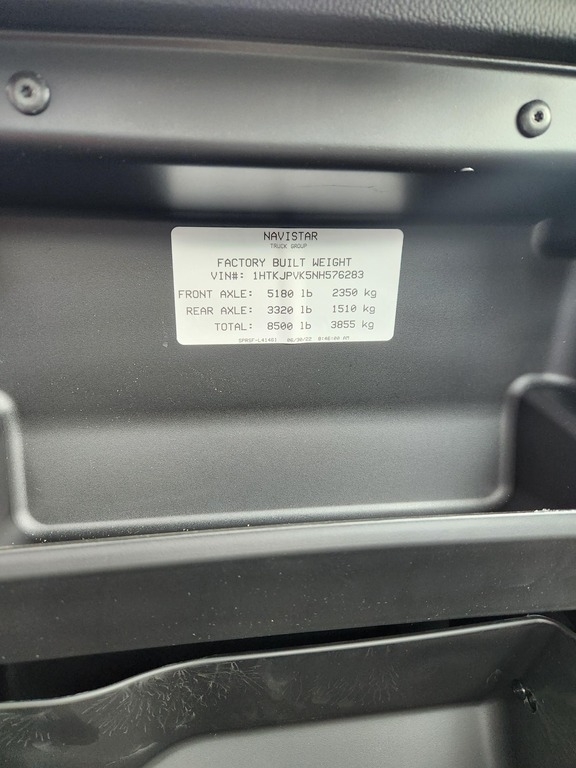 NAVISTAR
TRUCK GROUP
FACTORY BUILT WEIGHT
VIN#: 1HTKJPVK5NH576283
FRONT AXLE: 5180 lb 2350 kg
REAR AXLE: 3320 lb 1510 kg
TOTAL: 8500 lb 3855 kg